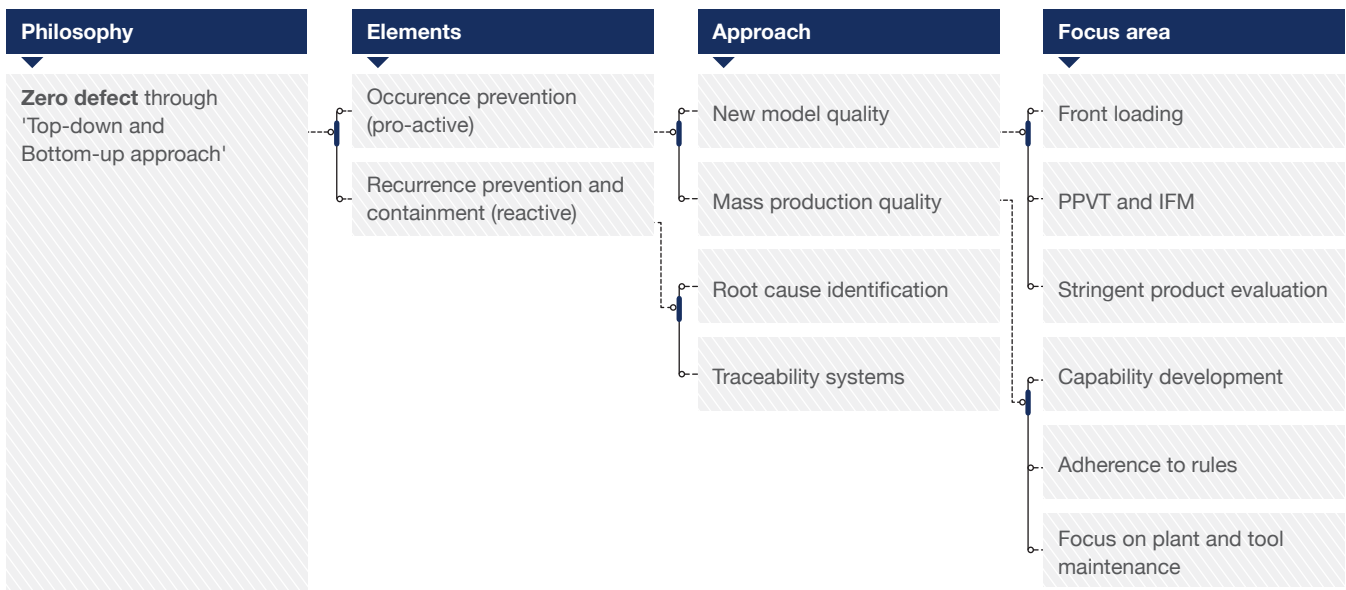 Philosophy
Zero defect through
'Top-down and
Bottom-up approach'
Elements
Occurence prevention
(pro-active)
Recurrence prevention and
containment (reactive)
Approach
New model quality
Mass production quality
Root cause identification
Traceability systems
Focus area
Front loading
PPVT and IFM
Stringent product evaluation
Capability development
Adherence to rules
Focus on plant and tool
maintenance